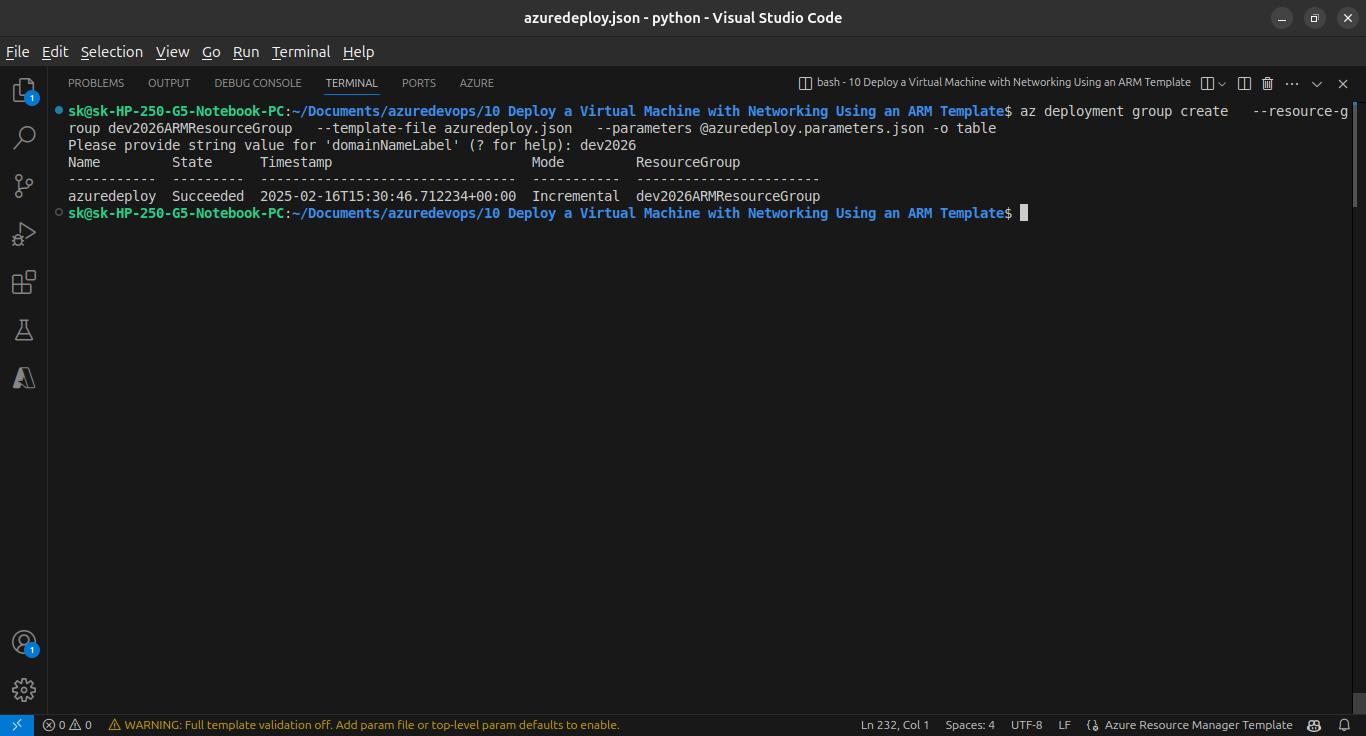 azuredeploy.json - python - Visual Studio Code
File Edit Selection View Go Run Terminal Help
PROBLEMS OUTPUT DEBUG CONSOLE TERMINAL PORTS AZURE bash - 10 Deploy a Virtual Machine with Networking Using an ARM Template
1
sk@sk-HP-250-G5-Notebook-PC:~/Documents/azuredevops/10 Deploy a Virtual Machine with Networking Using an ARM Template$ az deployment group create   --resource-g
roup dev2026ARMResourceGroup   --template-file azuredeploy.json   --parameters @azuredeploy.parameters.json -o table
Please provide string value for 'domainNameLabel' (? for help): dev2026
Name         State      Timestamp                         Mode         ResourceGroup
-----------  ---------  --------------------------------  -----------  -----------------------
azuredeploy  Succeeded  2025-02-16T15:30:46.712234+00:00  Incremental  dev2026ARMResourceGroup
sk@sk-HP-250-G5-Notebook-PC:~/Documents/azuredevops/10 Deploy a Virtual Machine with Networking Using an ARM Template$
1
0 0 WARNING: Full template validation off. Add param file or top-level param defaults to enable. Ln 232, Col 1 Spaces: 4 UTF-8 LF Azure Resource Manager Template